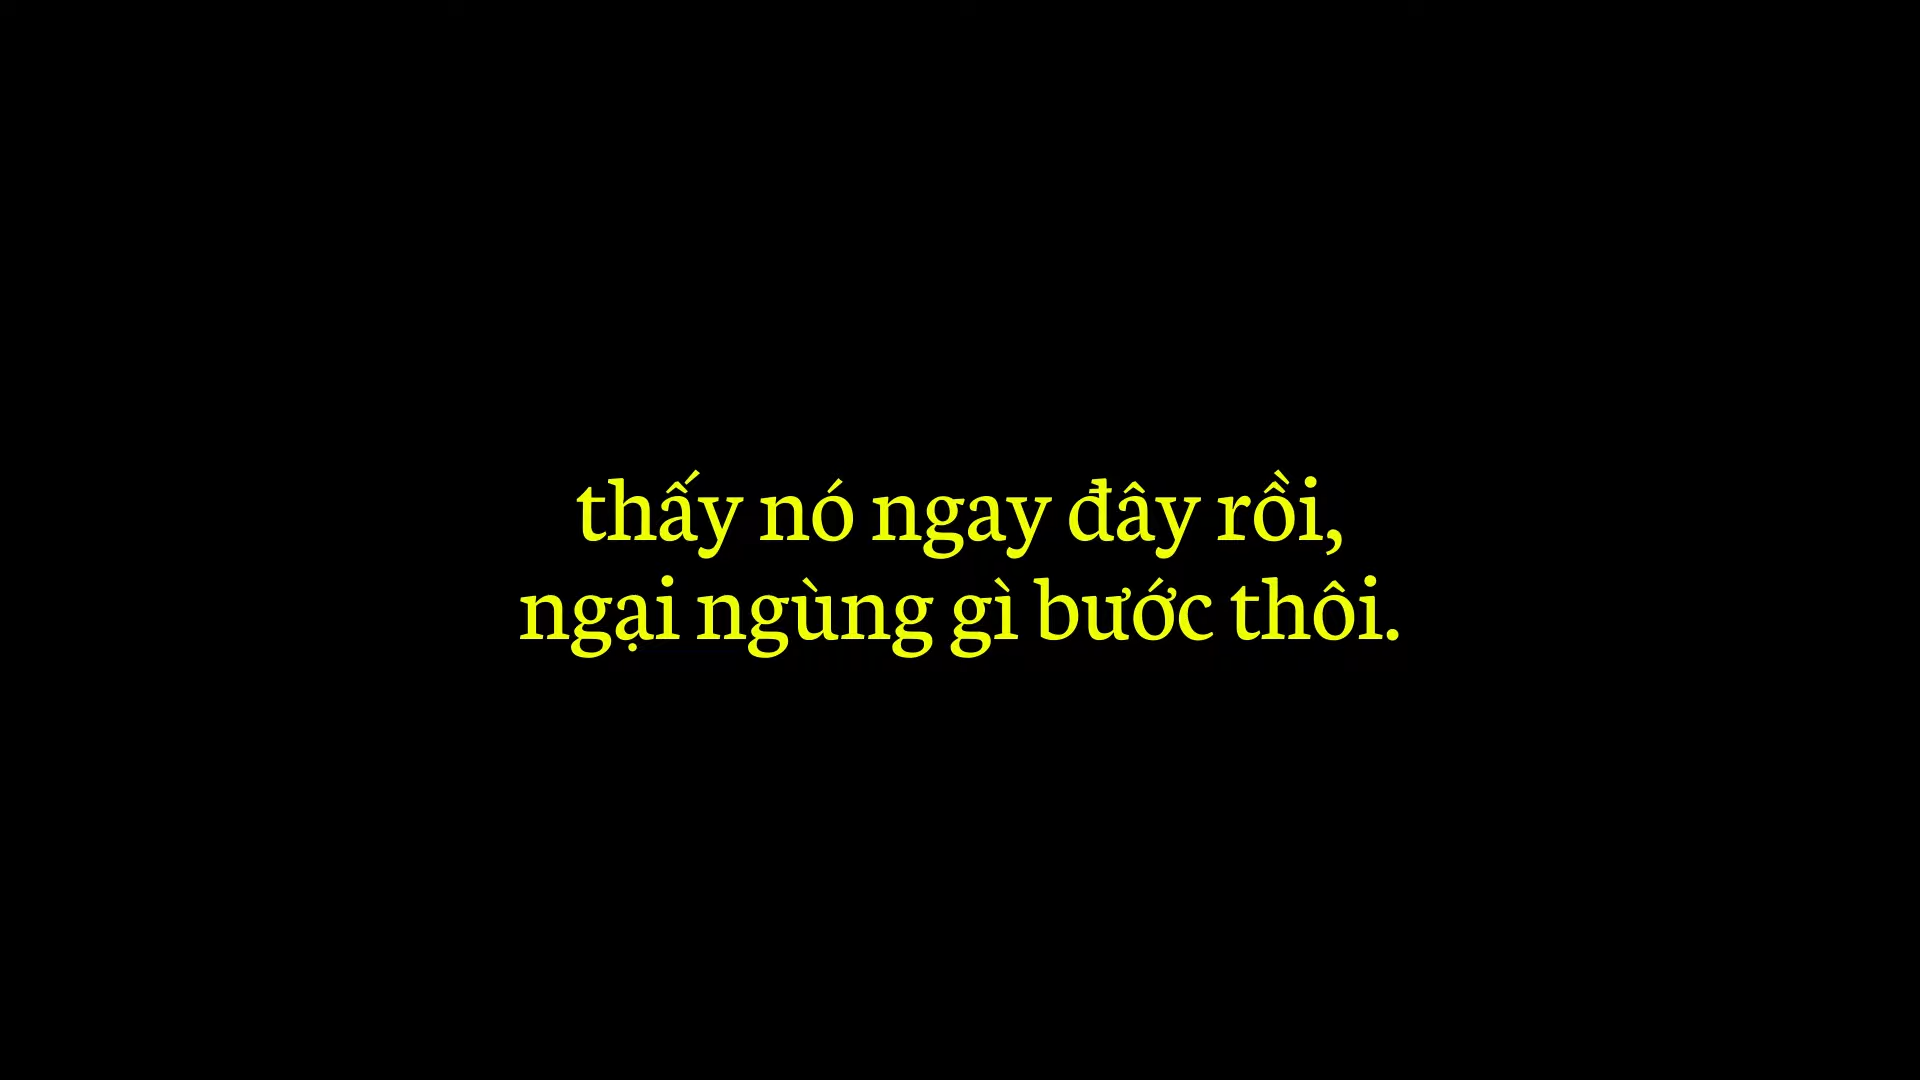 thấy nó ngay đây rồi,
ngại ngùng gì bước thôi.